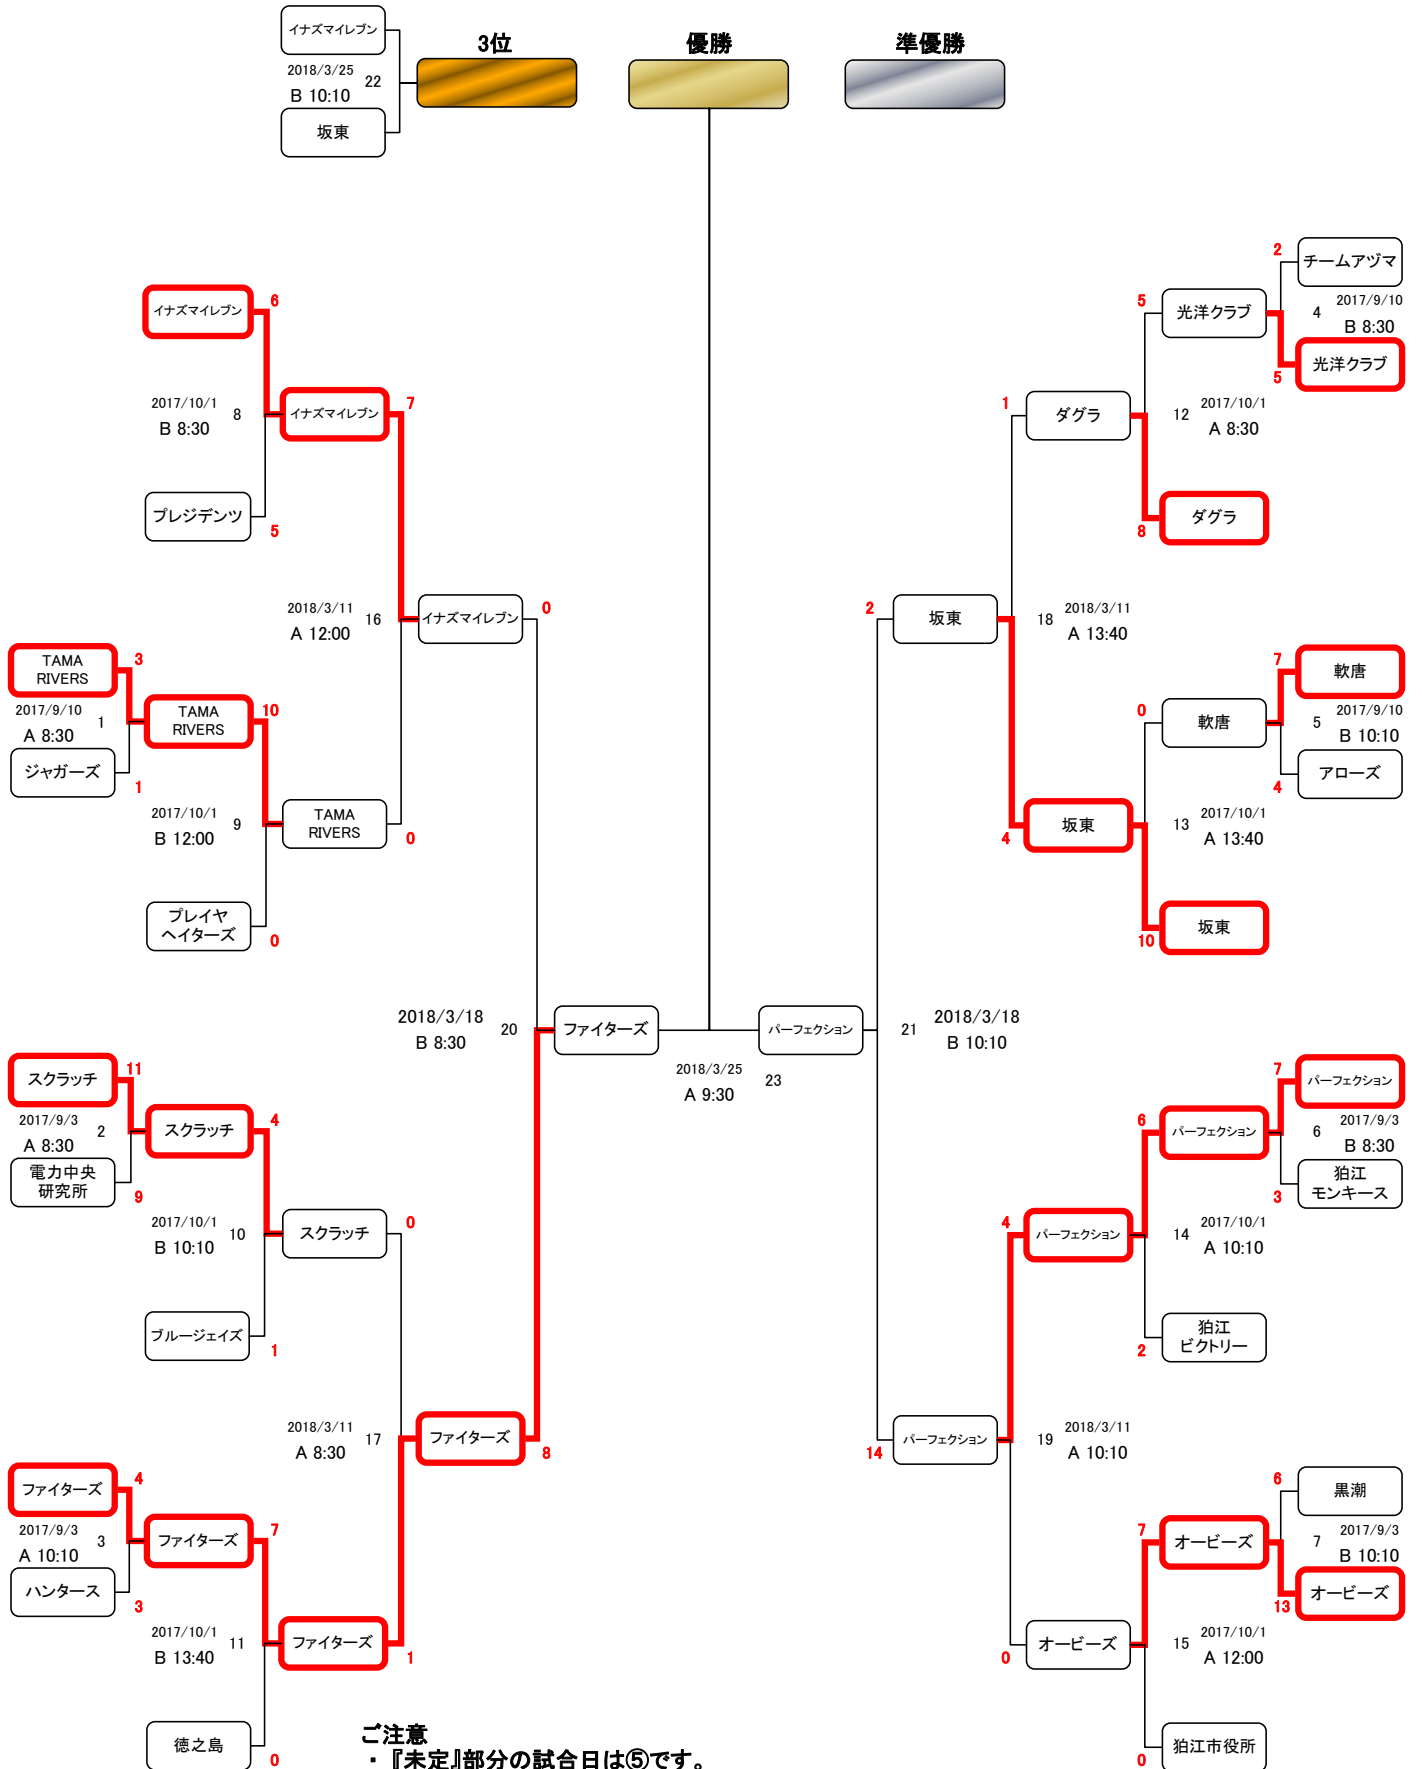 イナズマイレブン
3位
優勝
準優勝
2018/3/25
22
B 10:10
坂東
2
チームアヅマ
イナズマイレブン
6
5
光洋クラブ
4
2017/9/10
B 8:30
光洋クラブ
5
2017/10/1
8
B 8:30
イナズマイレブン
7
1
ダグラ
12
2017/10/1
A 8:30
プレジデンツ
5
8
ダグラ
2018/3/11
16
A 12:00
イナズマイレブン
0
2
坂東
18
2018/3/11
A 13:40
TAMA
RIVERS
3
7
軟唐
2017/9/10
1
A 8:30
TAMA
RIVERS
10
0
軟唐
5
2017/9/10
B 10:10
ジャガーズ
1
4
アローズ
2017/10/1
9
B 12:00
TAMA
RIVERS
0
4
坂東
13
2017/10/1
A 13:40
プレイヤ
ヘイターズ
0
10
坂東
2018/3/18
20
B 8:30
ファイターズ
パーフェクション
21
2018/3/18
B 10:10
2018/3/25
23
A 9:30
スクラッチ
11
7
パーフェクション
2017/9/3
2
A 8:30
スクラッチ
4
6
パーフェクション
6
2017/9/3
B 8:30
電力中央
研究所
9
3
狛江
モンキース
2017/10/1
10
B 10:10
スクラッチ
0
4
パーフェクション
14
2017/10/1
A 10:10
ブルージェイズ
1
2
狛江
ビクトリー
2018/3/11
17
A 8:30
ファイターズ
8
14
パーフェクション
19
2018/3/11
A 10:10
ファイターズ
4
6
黒潮
2017/9/3
3
A 10:10
ファイターズ
7
7
オービーズ
7
2017/9/3
B 10:10
ハンタース
3
13
オービーズ
2017/10/1
11
B 13:40
ファイターズ
1
0
オービーズ
15
2017/10/1
A 12:00
徳之島
0
0
狛江市役所
ご注意
・『未定』部分の試合日は⑤です。